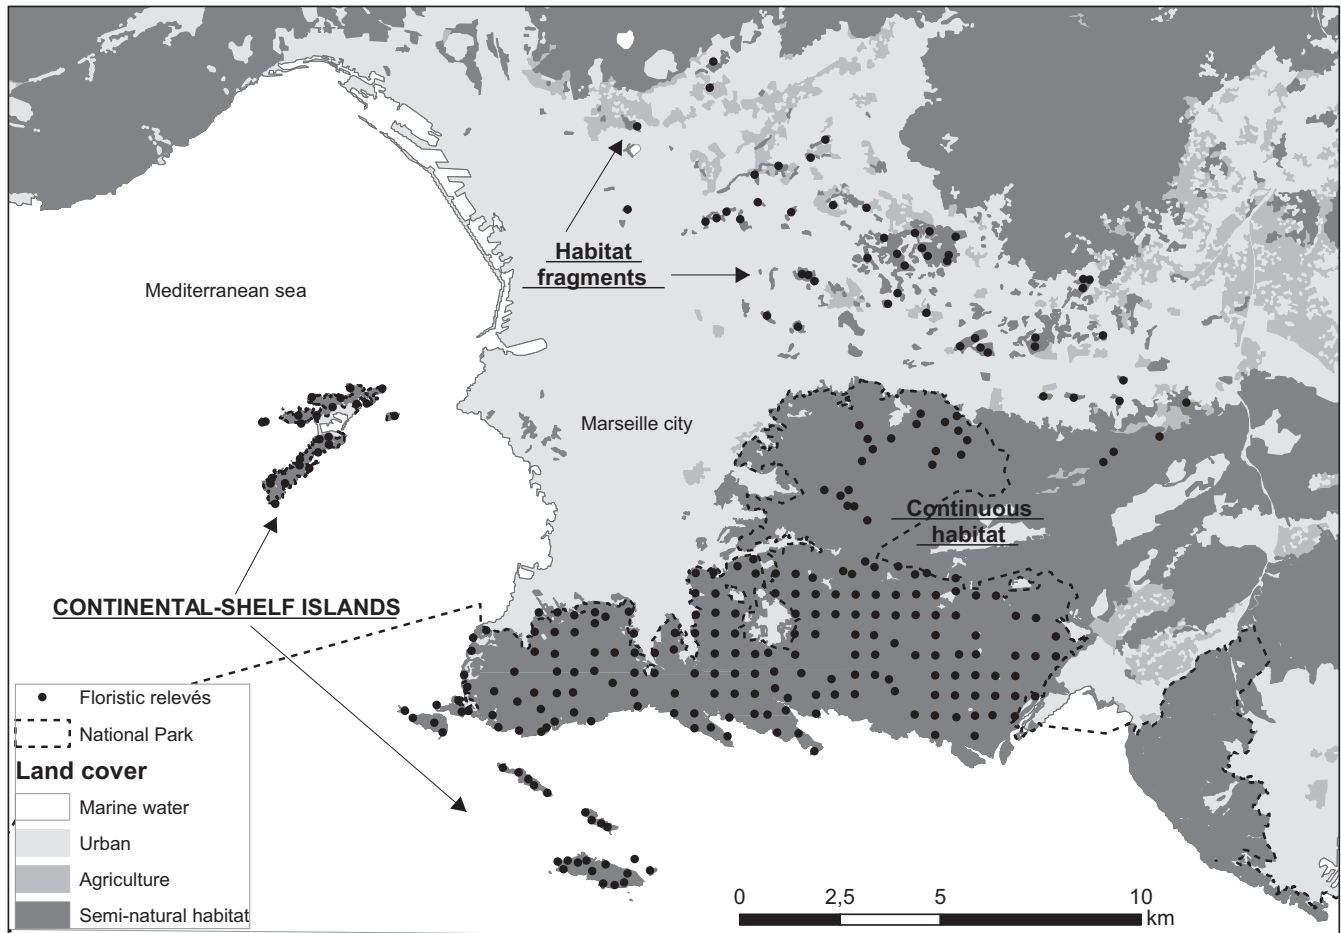 Habitat
fragments
Mediterranean sea
Marseille city
Continuous
habitat
CONTINENTAL-SHELF ISLANDS
Floristic relevés
National Park
Land cover
Marine water
Urban
Agriculture
Semi-natural habitat
0 2,5 5 10
km